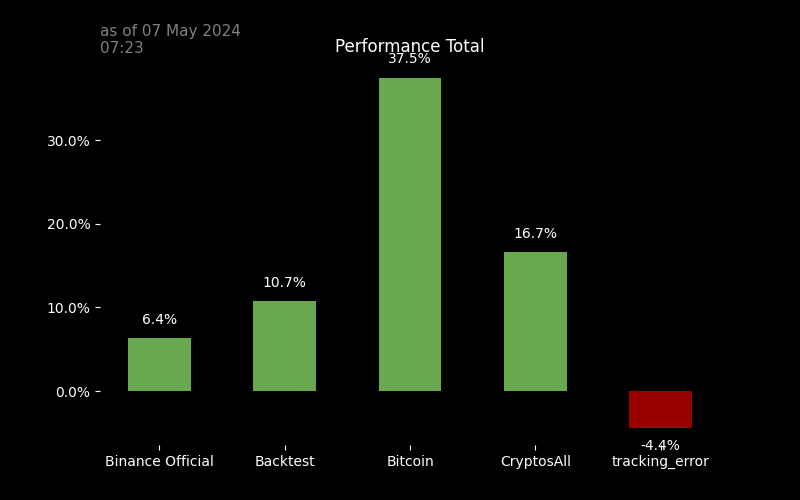 as of 07 May 2024
07:23
Performance Total
37.5%
30.0%
16.7%
20.0%
10.7%
6.4%
10.0%
0.0%
-4.4%
Binance Official
Backtest
Bitcoin
CryptosAll
tracking_error